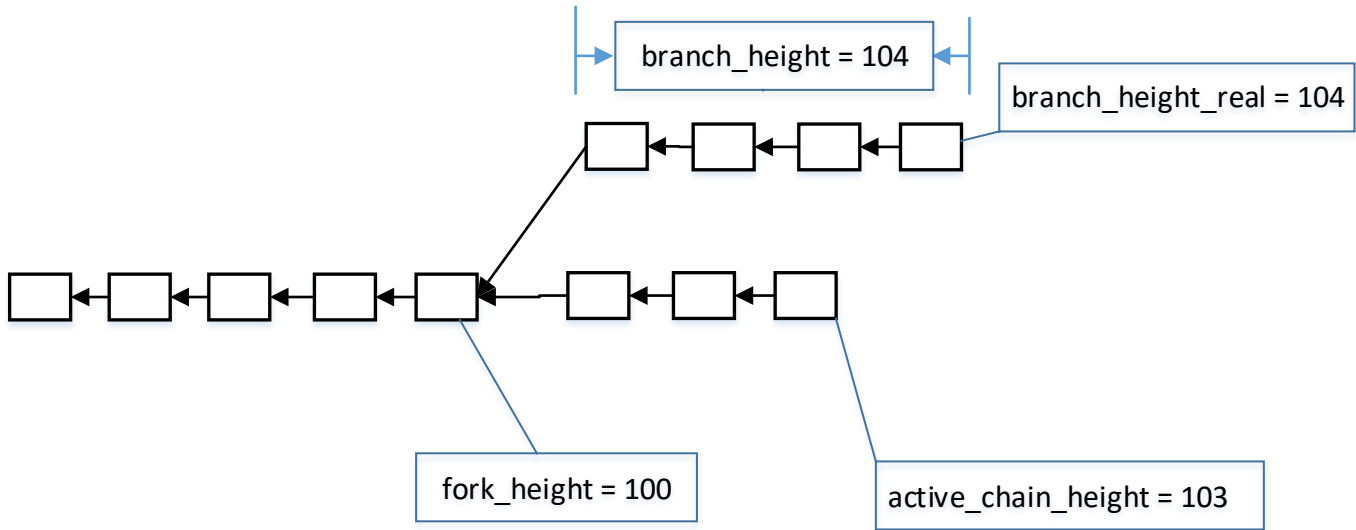 branch_height = 104
branch_height_real = 104
fork_height = 100
active_chain_height = 103